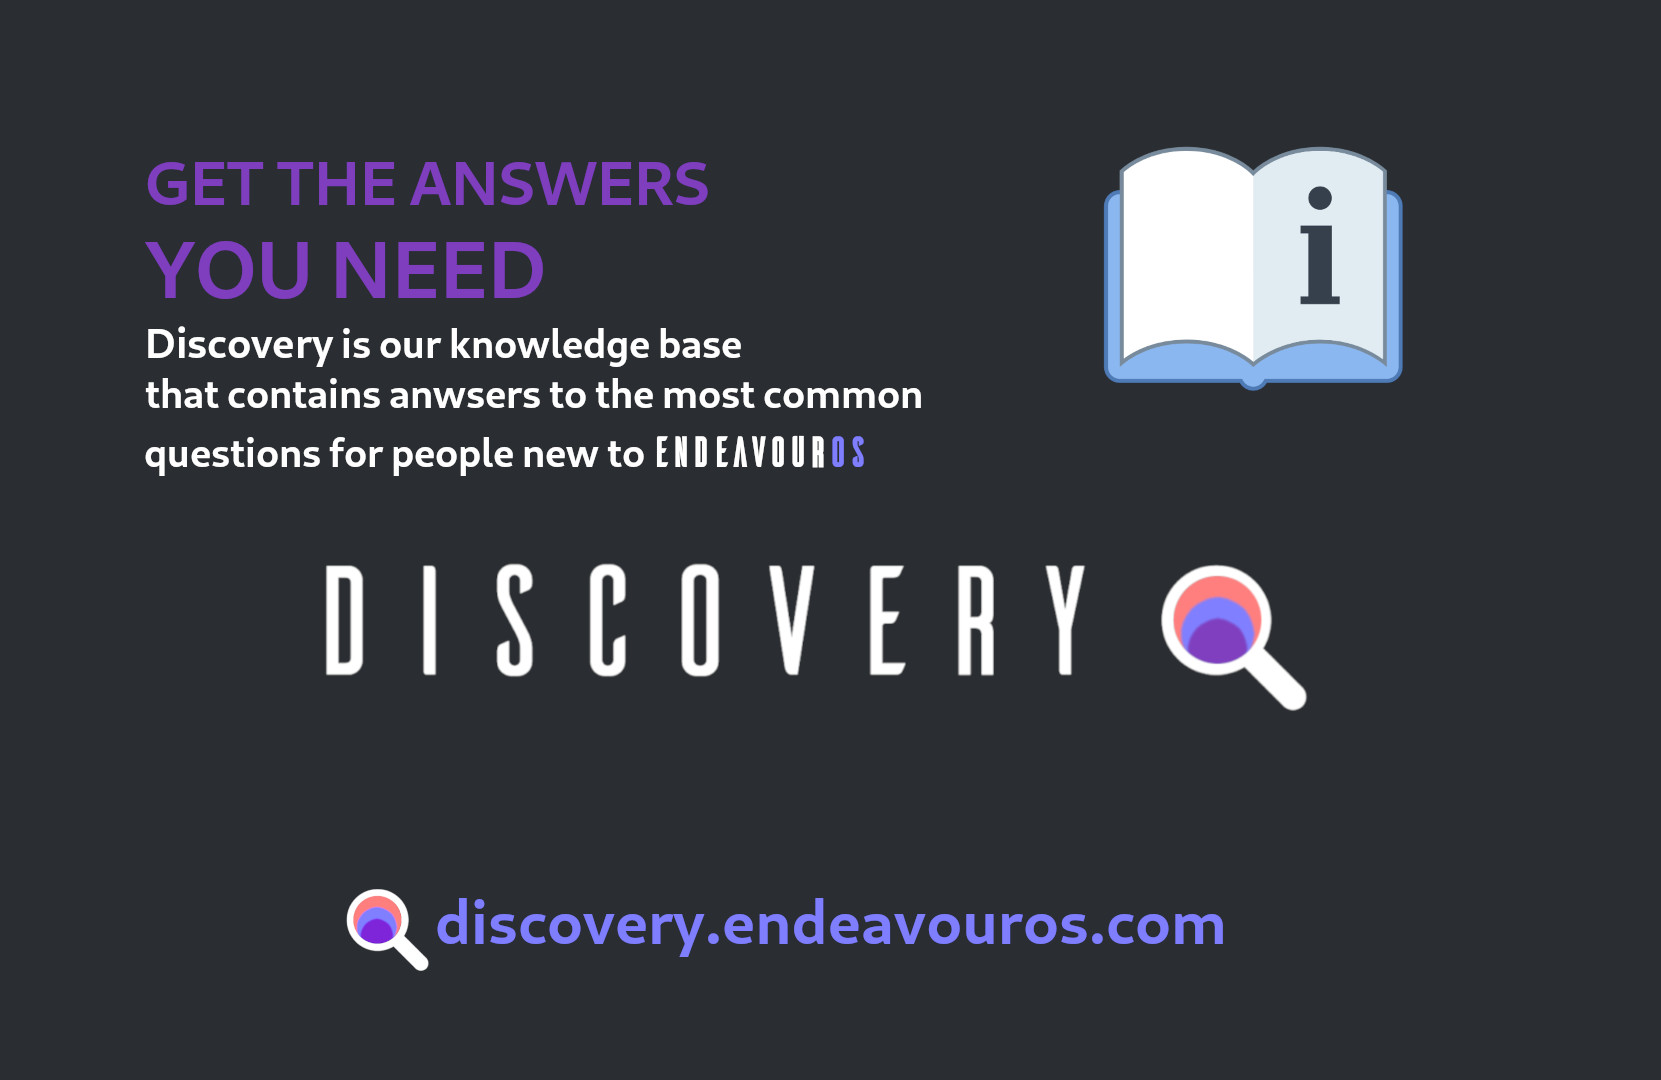 GET THE ANSWERS
YOU NEED
Discovery is our knowledge base
that contains anwsers to the most common
questions for people new to ENDEAVOUROS
i
DISCOVERY
discovery.endeavouros.com